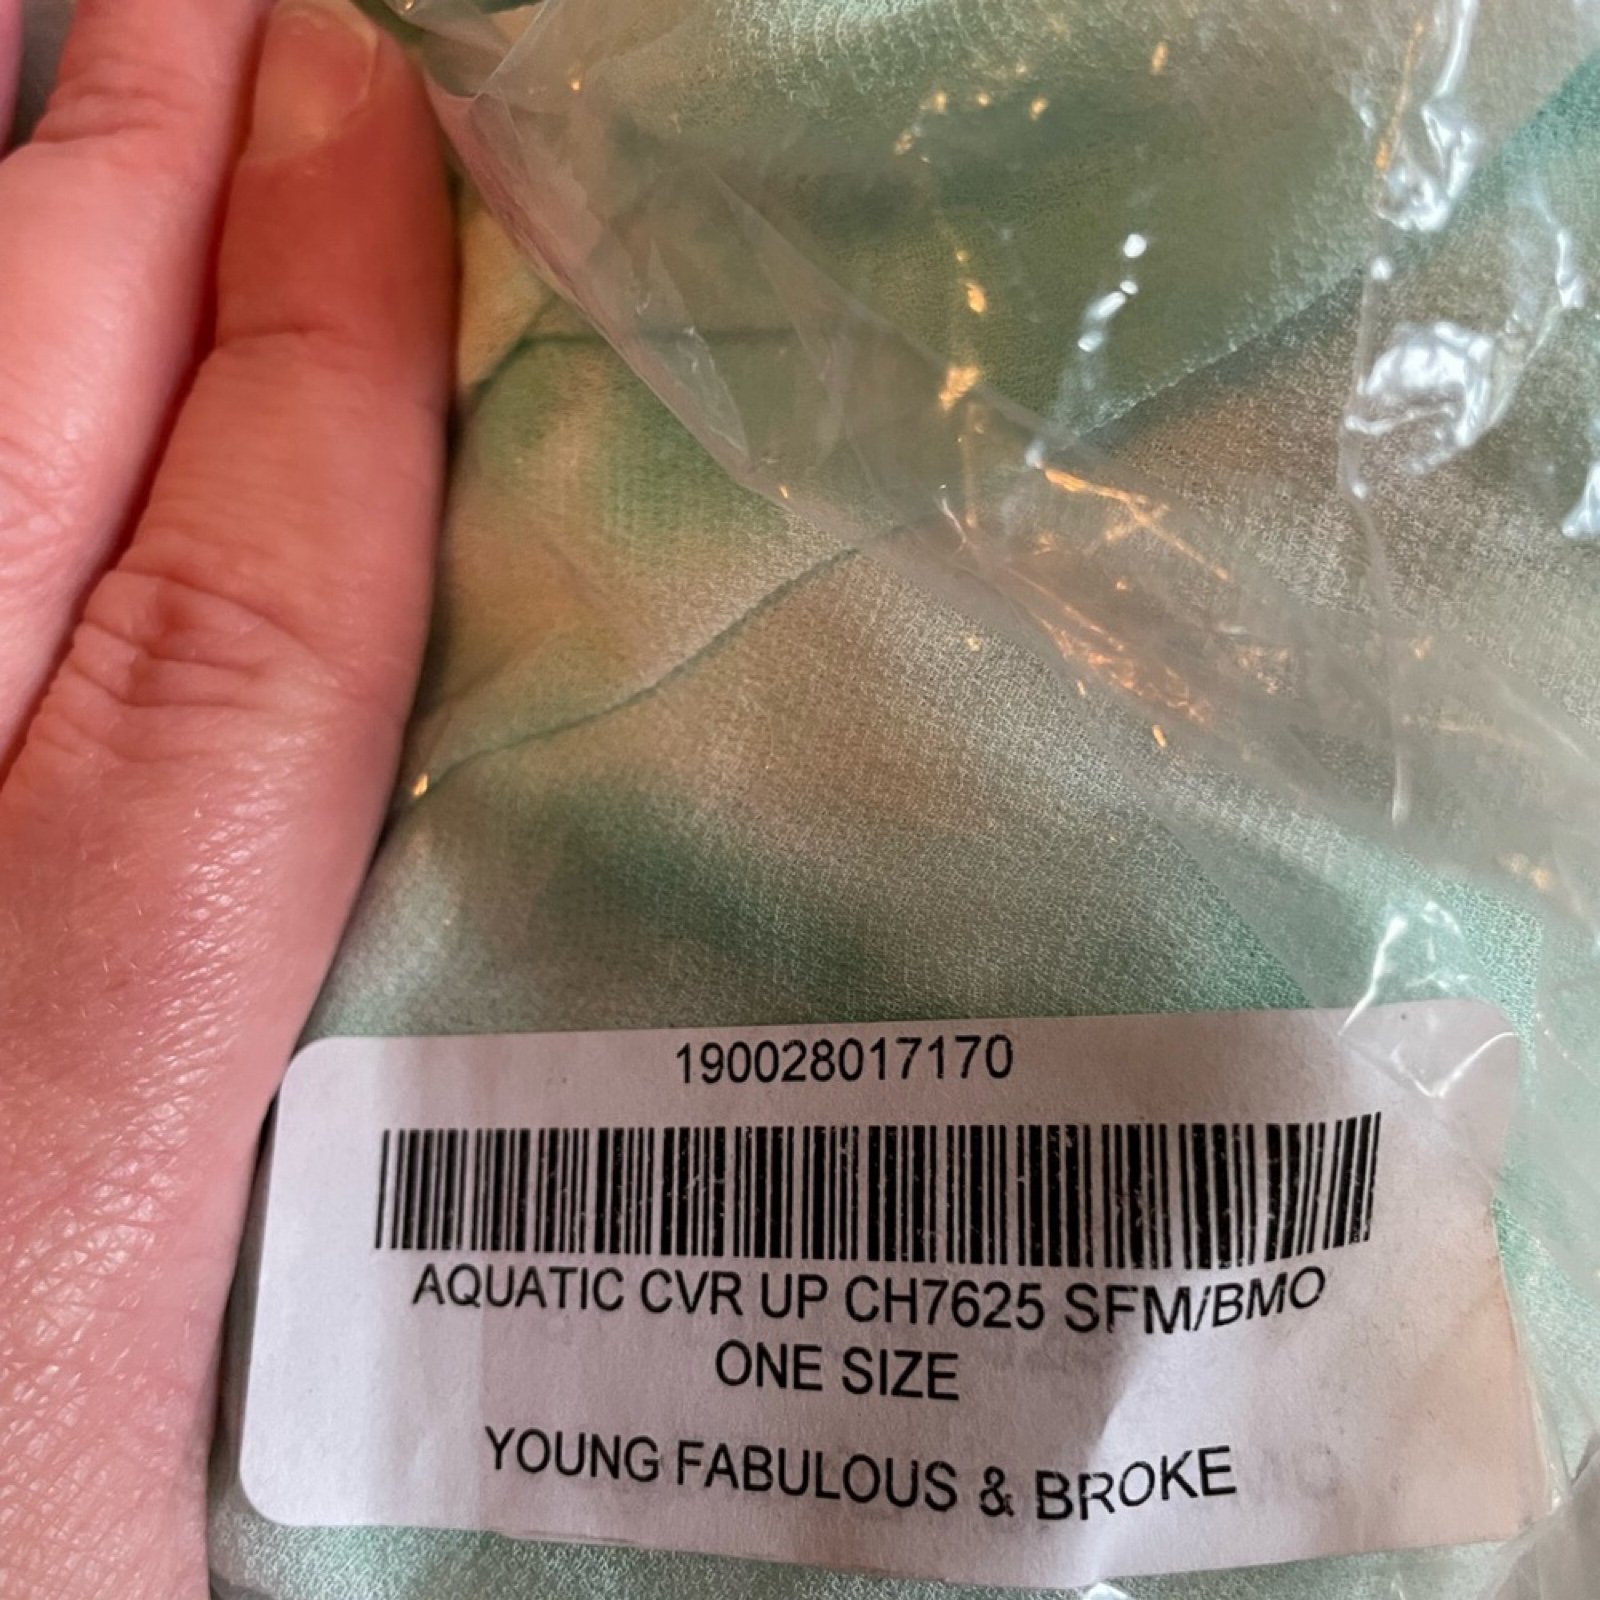 190028017170
AQUATIC CVR UP CH7625 SFM/BMO
ONE SIZE
YOUNG FABULOUS & BROKE